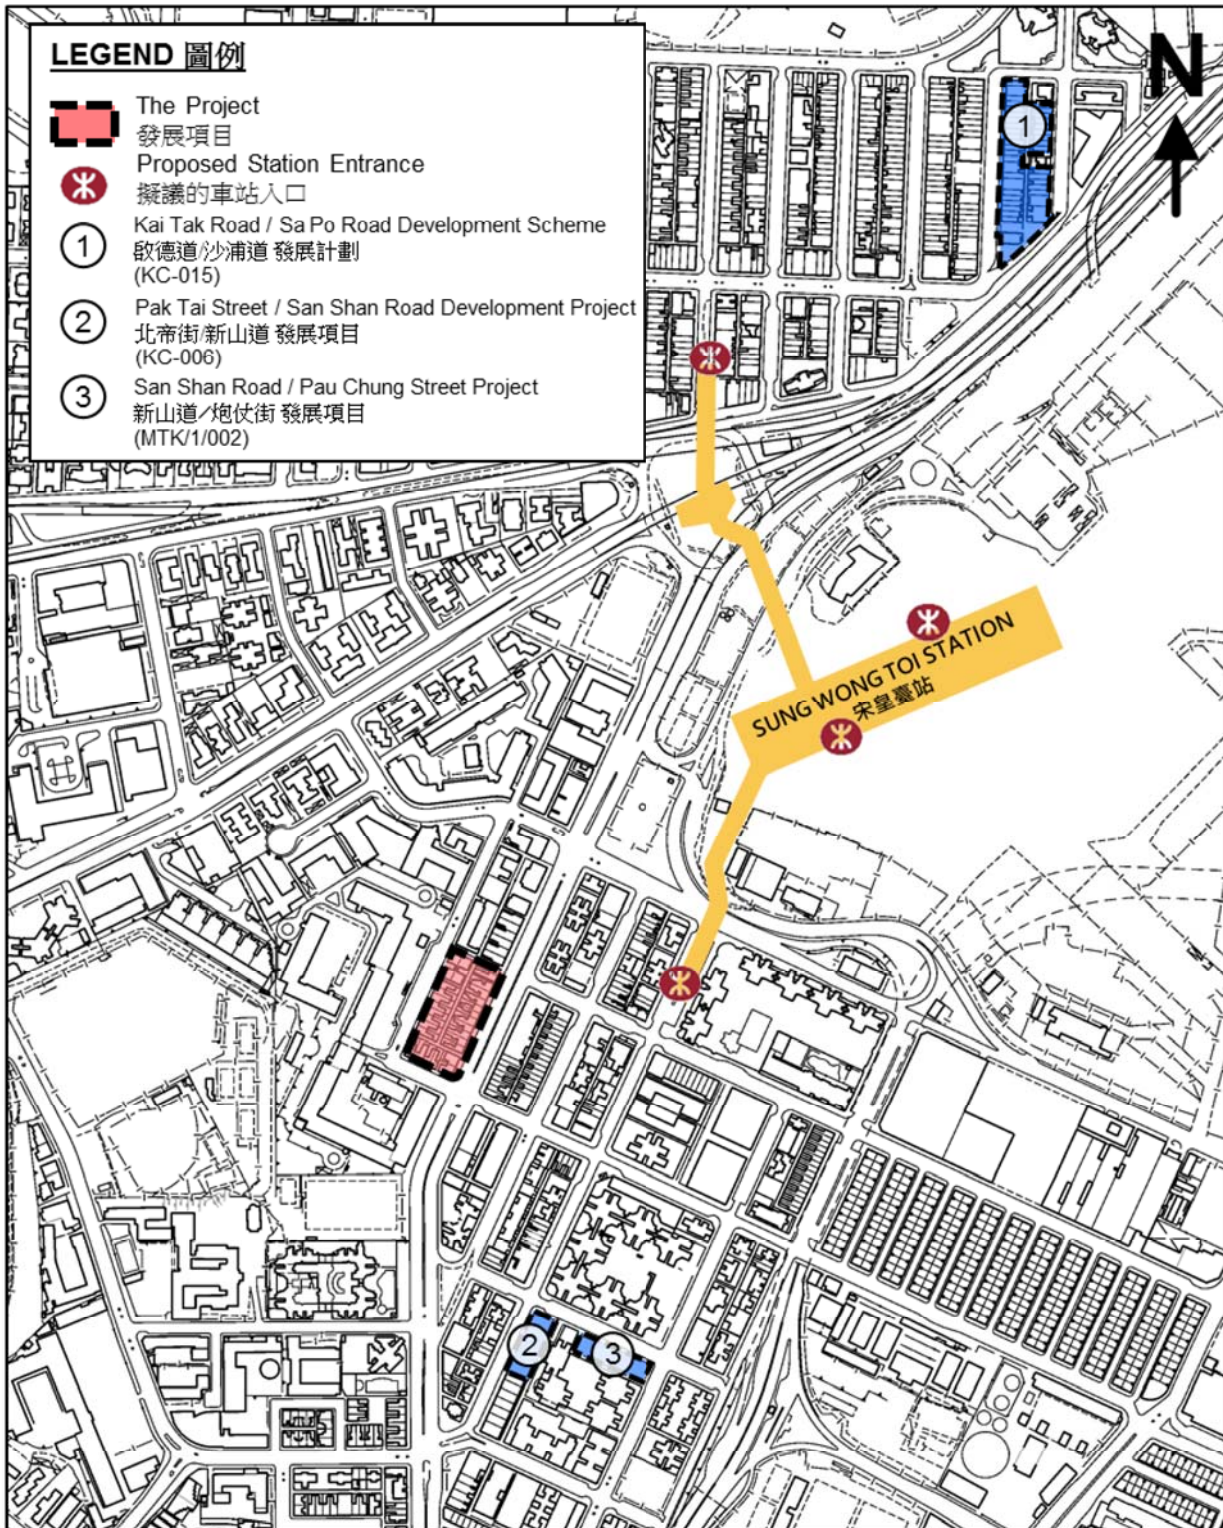 LEGEND 圖例
The Project
發展項目
Proposed Station Entrance
擬議的車站入口
1
Kai Tak Road / Sa Po Road Development Scheme
啟德道/沙浦道 發展計劃
(KC-015)
2
Pak Tai Street / San Shan Road Development Project
北帝街/新山道 發展項目
(KC-006)
3
San Shan Road / Pau Chung Street Project
新山道／炮仗街 發展項目
(MTK/1/002)
N
1
SUNG WONG TOI STATION
宋皇臺站
2
3